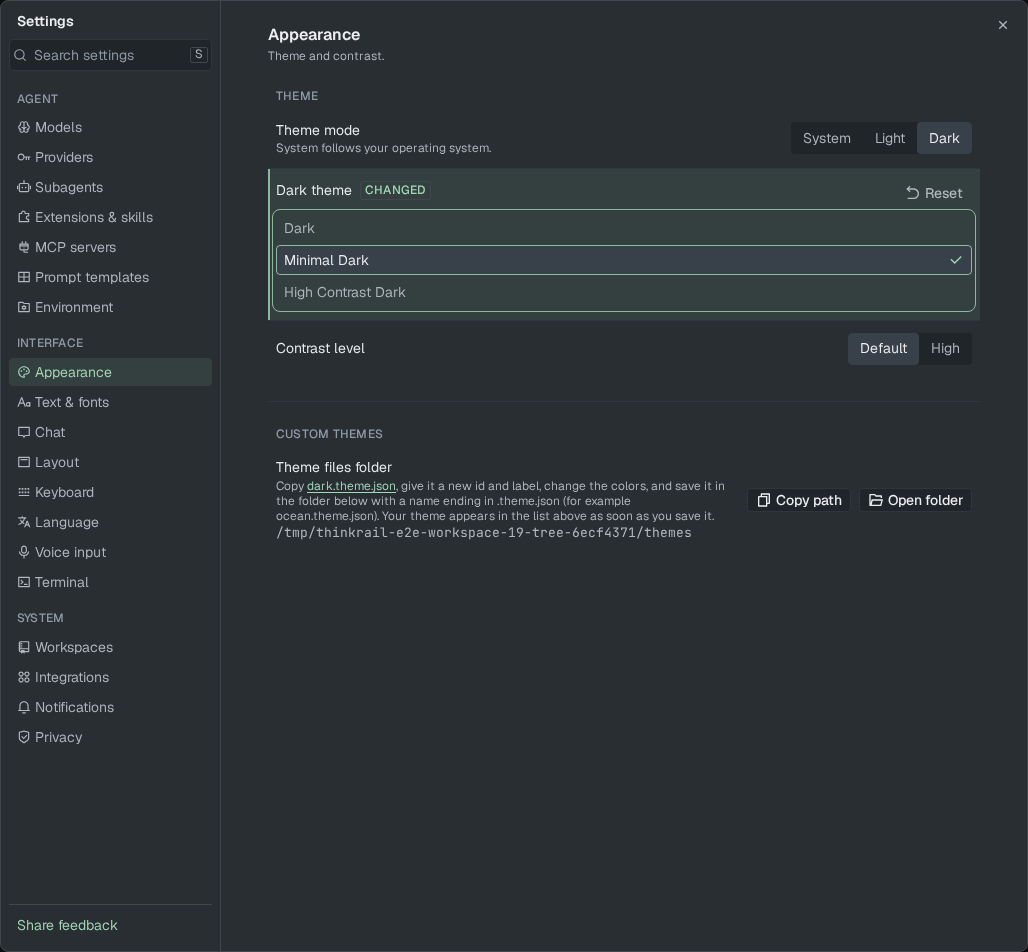 Settings
Search settings S
AGENT
Models
Providers
Subagents
Extensions & skills
MCP servers
Prompt templates
Environment
INTERFACE
Appearance
Text & fonts
Chat
Layout
Keyboard
Language
Voice input
Terminal
SYSTEM
Workspaces
Integrations
Notifications
Privacy
Share feedback
Appearance
Theme and contrast.
THEME
Theme mode
System follows your operating system.
System Light Dark
Dark theme CHANGED
Reset
Dark
Minimal Dark
High Contrast Dark
Contrast level
Default High
CUSTOM THEMES
Theme files folder
Copy dark.theme.json, give it a new id and label, change the colors, and save it in
the folder below with a name ending in .theme.json (for example
ocean.theme.json). Your theme appears in the list above as soon as you save it.
/tmp/thinkrail-e2e-workspace-19-tree-6ecf4371/themes
Copy path Open folder